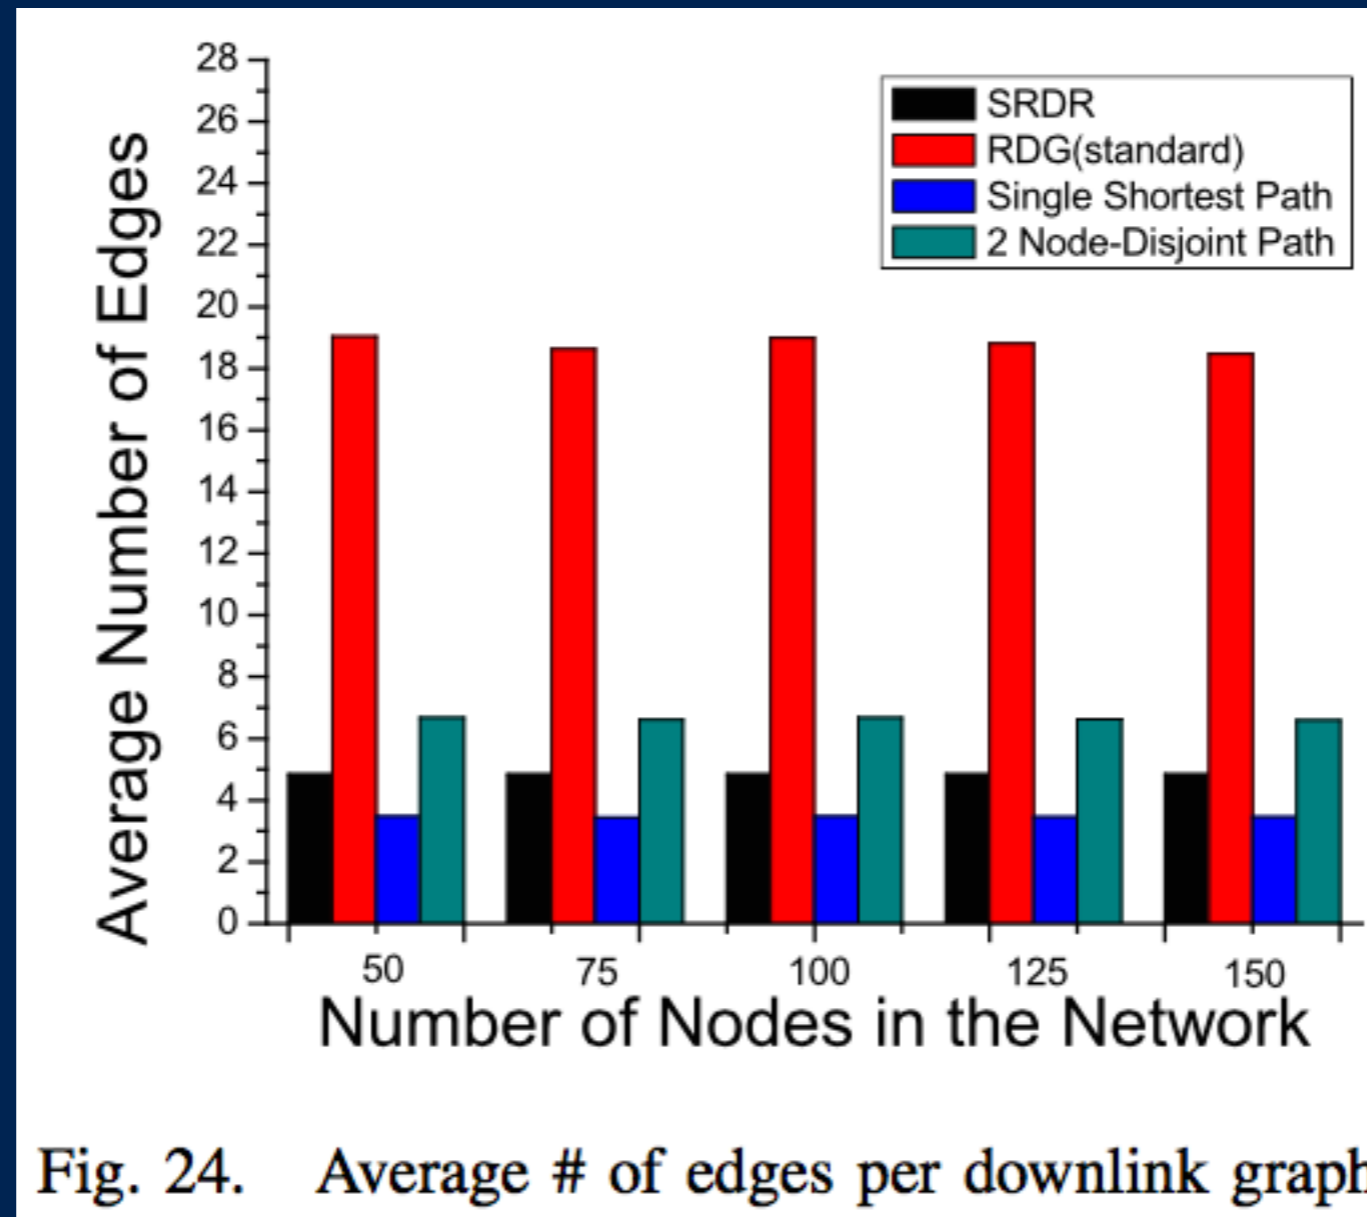 28
26
24
22
20
18
16
14
12
10
8
6
4
2
0
Average Number of Edges
SRDR
RDG(standard)
Single Shortest Path
2 Node-Disjoint Path
50 75 100 125 150
Number of Nodes in the Network
Fig. 24. Average # of edges per downlink graph